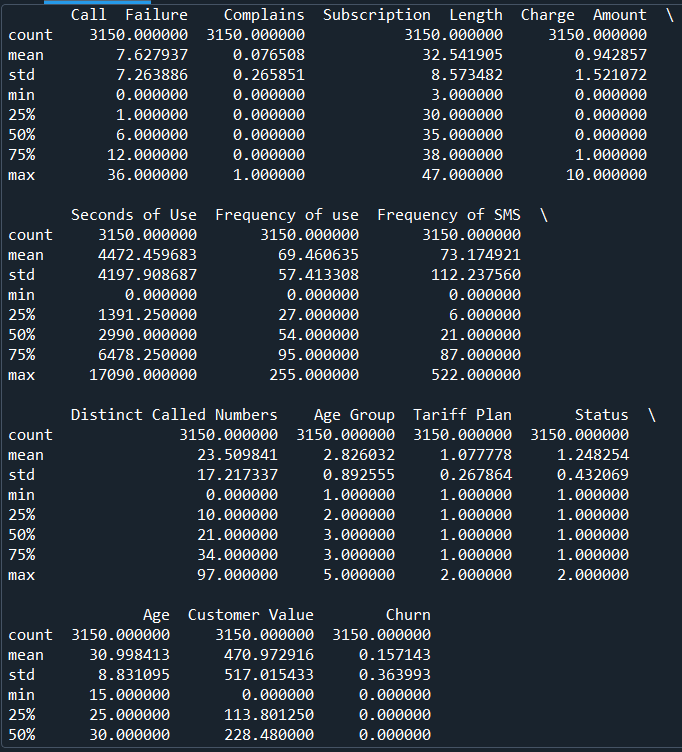 Call  Failure    Complains  Subscription  Length  Charge  Amount  \
count    3150.000000  3150.000000           3150.000000     3150.000000
mean        7.627937     0.076508             32.541905        0.942857
std         7.263886     0.265851              8.573482        1.521072
min         0.000000     0.000000              3.000000        0.000000
25%         1.000000     0.000000             30.000000        0.000000
50%         6.000000     0.000000             35.000000        0.000000
75%        12.000000     0.000000             38.000000        1.000000
max        36.000000     1.000000             47.000000       10.000000
Seconds of Use  Frequency of use  Frequency of SMS  \
count     3150.000000       3150.000000       3150.000000
mean      4472.459683         69.460635         73.174921
std       4197.908687         57.413308        112.237560
min          0.000000          0.000000          0.000000
25%       1391.250000         27.000000          6.000000
50%       2990.000000         54.000000         21.000000
75%       6478.250000         95.000000         87.000000
max      17090.000000        255.000000        522.000000
Distinct Called Numbers    Age Group  Tariff Plan       Status  \
count              3150.000000  3150.000000  3150.000000  3150.000000
mean                 23.509841     2.826032     1.077778     1.248254
std                  17.217337     0.892555     0.267864     0.432069
min                   0.000000     1.000000     1.000000     1.000000
25%                  10.000000     2.000000     1.000000     1.000000
50%                  21.000000     3.000000     1.000000     1.000000
75%                  34.000000     3.000000     1.000000     1.000000
max                  97.000000     5.000000     2.000000     2.000000
Age  Customer Value        Churn
count  3150.000000     3150.000000  3150.000000
mean     30.998413      470.972916     0.157143
std       8.831095      517.015433     0.363993
min      15.000000        0.000000     0.000000
25%      25.000000      113.801250     0.000000
50%      30.000000      228.480000     0.000000